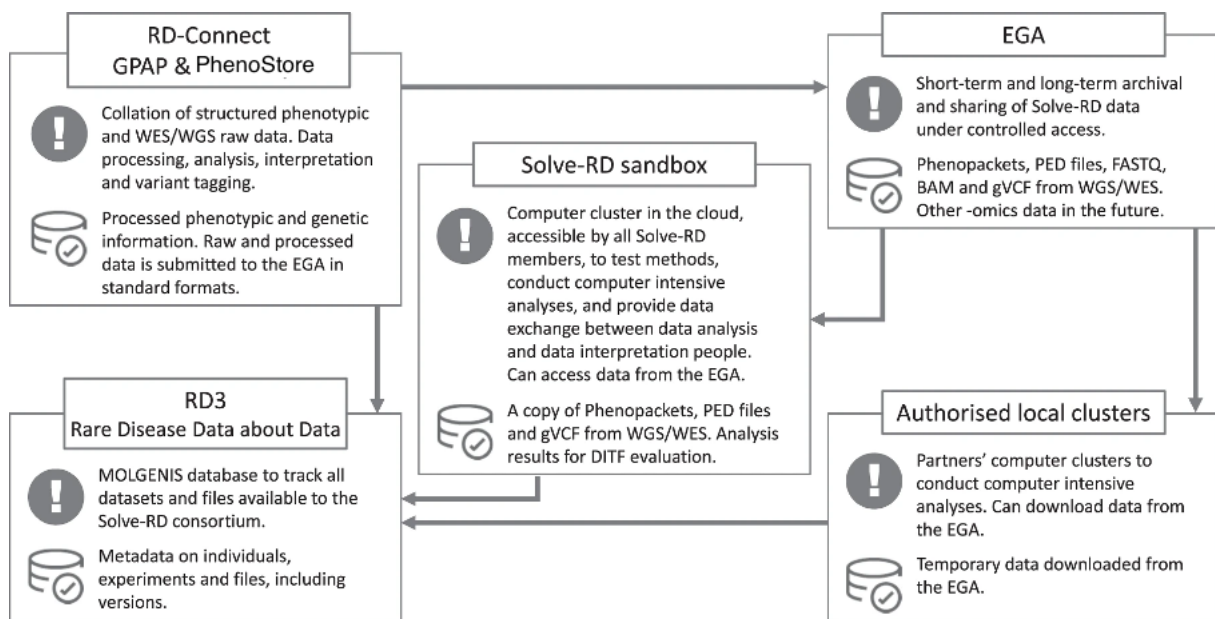 RD-Connect
GPAP & PhenoStore
Collation of structured phenotypic
and WES/WGS raw data. Data
processing, analysis, interpretation
and variant tagging.
Processed phenotypic and genetic
information. Raw and processed
data is submitted to the EGA in
standard formats.
EGA
Short-term and long-term archival
and sharing of Solve-RD data
under controlled access.
Phenopackets, PED files, FASTQ,
BAM and gVCF from WGS/WES.
Other -omics data in the future.
Solve-RD sandbox
Computer cluster in the cloud,
accessible by all Solve-RD
members, to test methods,
conduct computer intensive
analyses, and provide data
exchange between data analysis
and data interpretation people.
Can access data from the EGA.
A copy of Phenopackets, PED files
and gVCF from WGS/WES. Analysis
results for DITF evaluation.
RD3
Rare Disease Data about Data
MOLGENIS database to track all
datasets and files available to the
Solve-RD consortium.
Metadata on individuals,
experiments and files, including
versions.
Authorised local clusters
Partners' computer clusters to
conduct computer intensive
analyses. Can download data from
the EGA.
Temporary data downloaded from
the EGA.